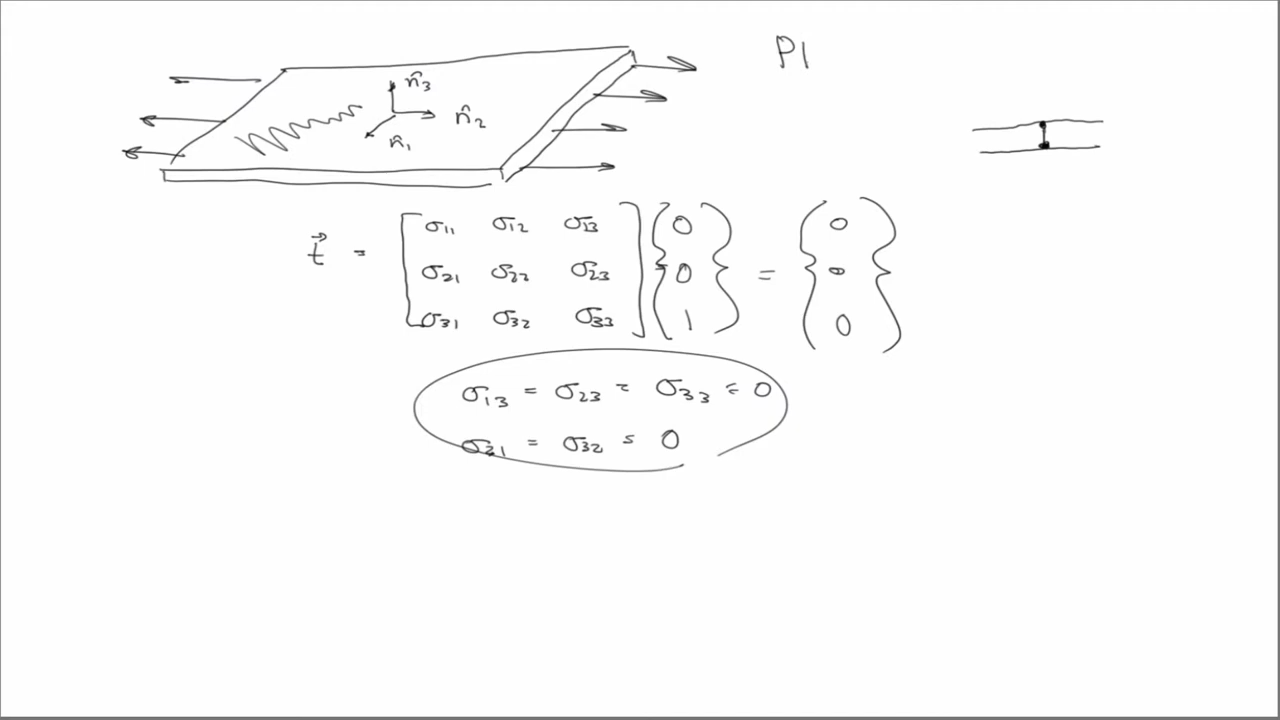 Pl
n̂₃
n̂₂
n̂₁
t⃗ = [σ₁₁ σ₁₂ σ₁₃ {0 {0
σ₂₁ σ₂₂ σ₂₃ 0 = 0
σ₃₁ σ₃₂ σ₃₃] 1} 0}
σ₁₃ = σ₂₃ = σ₃₃ = 0
σ₃₁ = σ₃₂ = 0